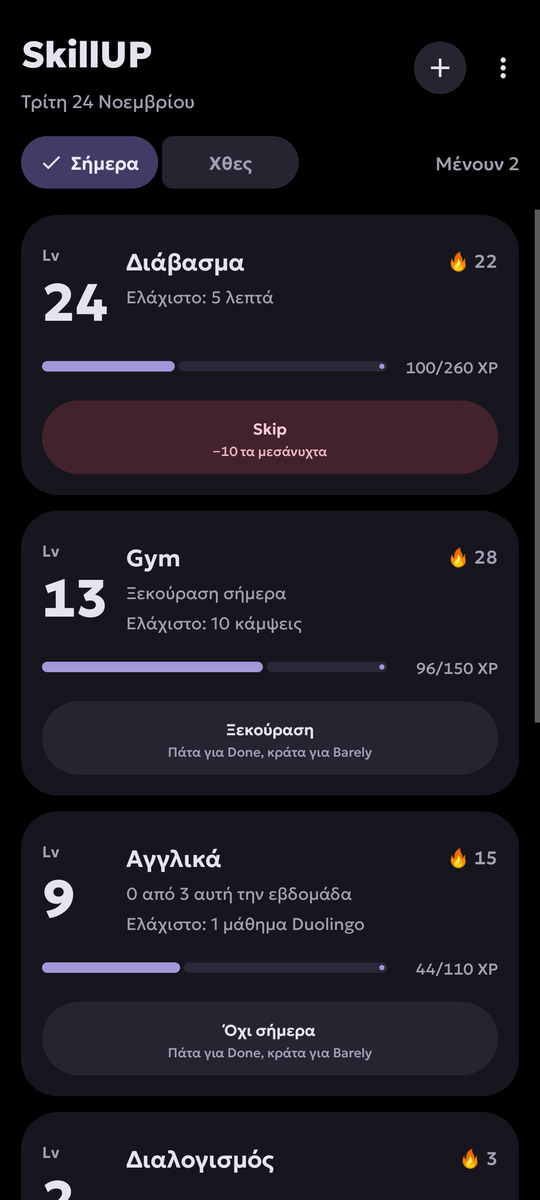 SkillUP
Τρίτη 24 Νοεμβρίου
Σήμερα
Χθες
Μένουν 2
Lv
24
Διάβασμα
Ελάχιστο: 5 λεπτά
22
100/260 XP
Skip
−10 τα μεσάνυχτα
Lv
13
Gym
Ξεκούραση σήμερα
Ελάχιστο: 10 κάμψεις
28
96/150 XP
Ξεκούραση
Πάτα για Done, κράτα για Barely
Lv
9
Αγγλικά
0 από 3 αυτή την εβδομάδα
Ελάχιστο: 1 μάθημα Duolingo
15
44/110 XP
Όχι σήμερα
Πάτα για Done, κράτα για Barely
Lv
2
Διαλογισμός
3